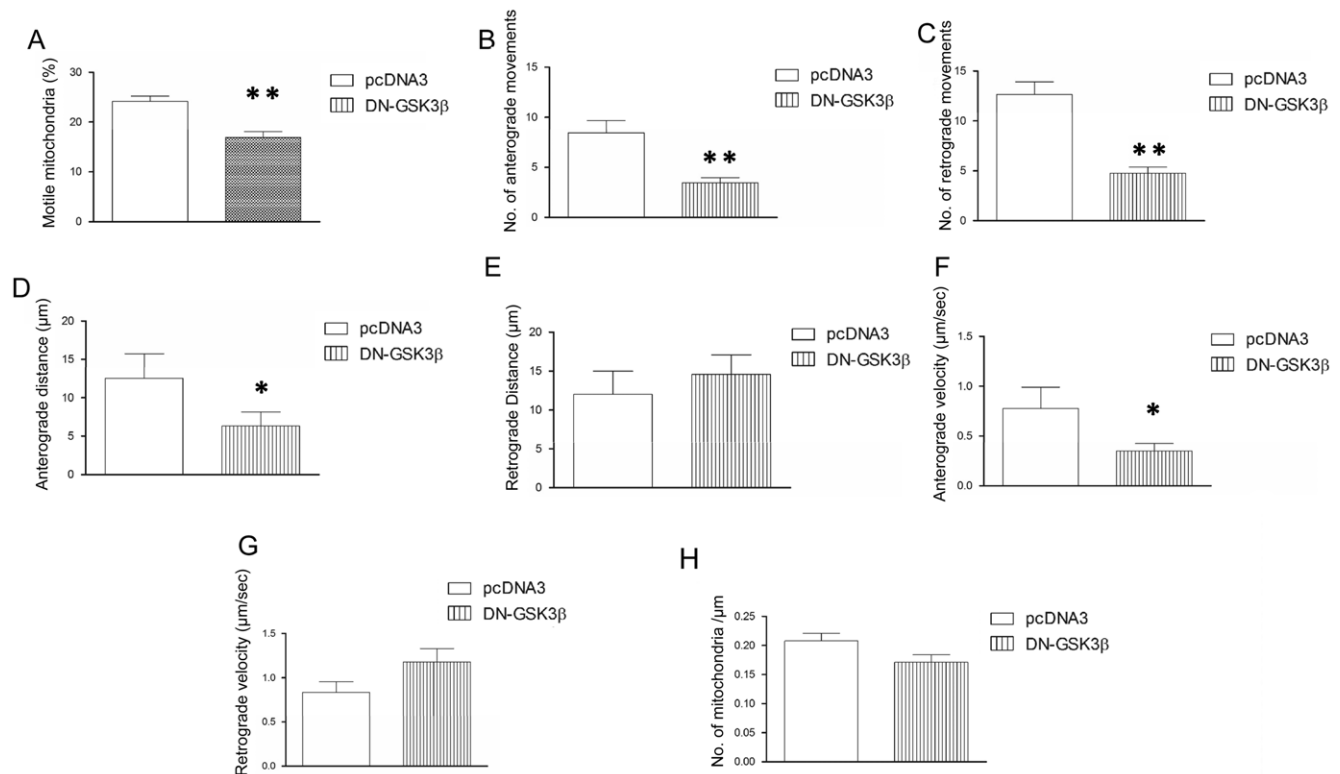 A
Motile mitochondria (%)
30
20
10
0
**
pcDNA3
DN-GSK3β
B
No. of anterograde movements
15
10
5
0
**
pcDNA3
DN-GSK3β
C
No. of retrograde movements
15
10
5
0
**
pcDNA3
DN-GSK3β
D
Anterograde distance (μm)
20
15
10
5
0
*
pcDNA3
DN-GSK3β
E
Retrograde Distance (μm)
20
15
10
5
0
pcDNA3
DN-GSK3β
F
Anterograde velocity (μm/sec)
1.5
1.0
0.5
0.0
*
pcDNA3
DN-GSK3β
G
Retrograde velocity (μm/sec)
1.5
1.0
0.5
0.0
pcDNA3
DN-GSK3β
H
No. of mitochondria /μm
0.25
0.20
0.15
0.10
0.05
0.00
pcDNA3
DN-GSK3β